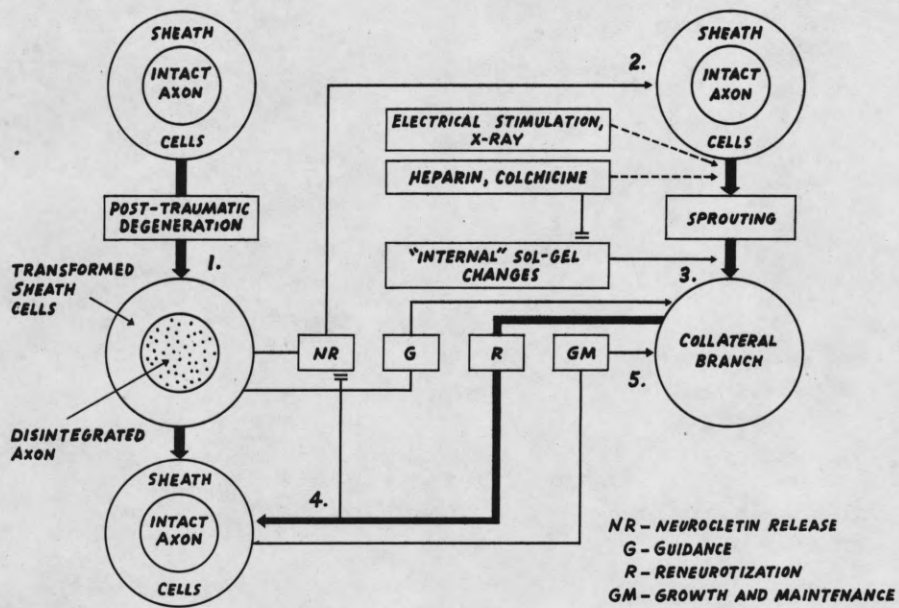 SHEATH
INTACT
AXON
CELLS
POST-TRAUMATIC
DEGENERATION
1.
TRANSFORMED
SHEATH
CELLS
DISINTEGRATED
AXON
SHEATH
INTACT
AXON
CELLS
NR
G
R
GM
2.
ELECTRICAL STIMULATION,
X-RAY
HEPARIN, COLCHICINE
"INTERNAL" SOL-GEL
CHANGES
SHEATH
INTACT
AXON
CELLS
SPROUTING
3.
COLLATERAL
BRANCH
5.
4.
NR – NEUROCLETIN RELEASE
G – GUIDANCE
R – RENEUROTIZATION
GM – GROWTH AND MAINTENANCE